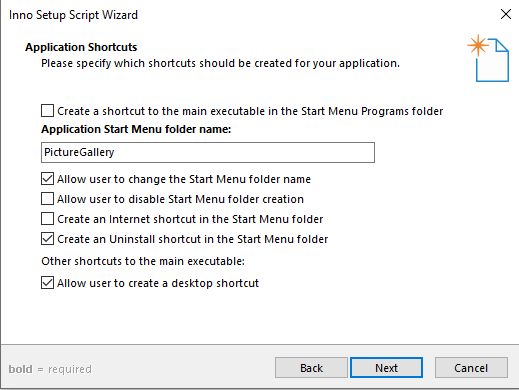 Inno Setup Script Wizard
Application Shortcuts
Please specify which shortcuts should be created for your application.
Create a shortcut to the main executable in the Start Menu Programs folder
Application Start Menu folder name:
PictureGallery
Allow user to change the Start Menu folder name
Allow user to disable Start Menu folder creation
Create an Internet shortcut in the Start Menu folder
Create an Uninstall shortcut in the Start Menu folder
Other shortcuts to the main executable:
Allow user to create a desktop shortcut
bold = required
Back
Next
Cancel